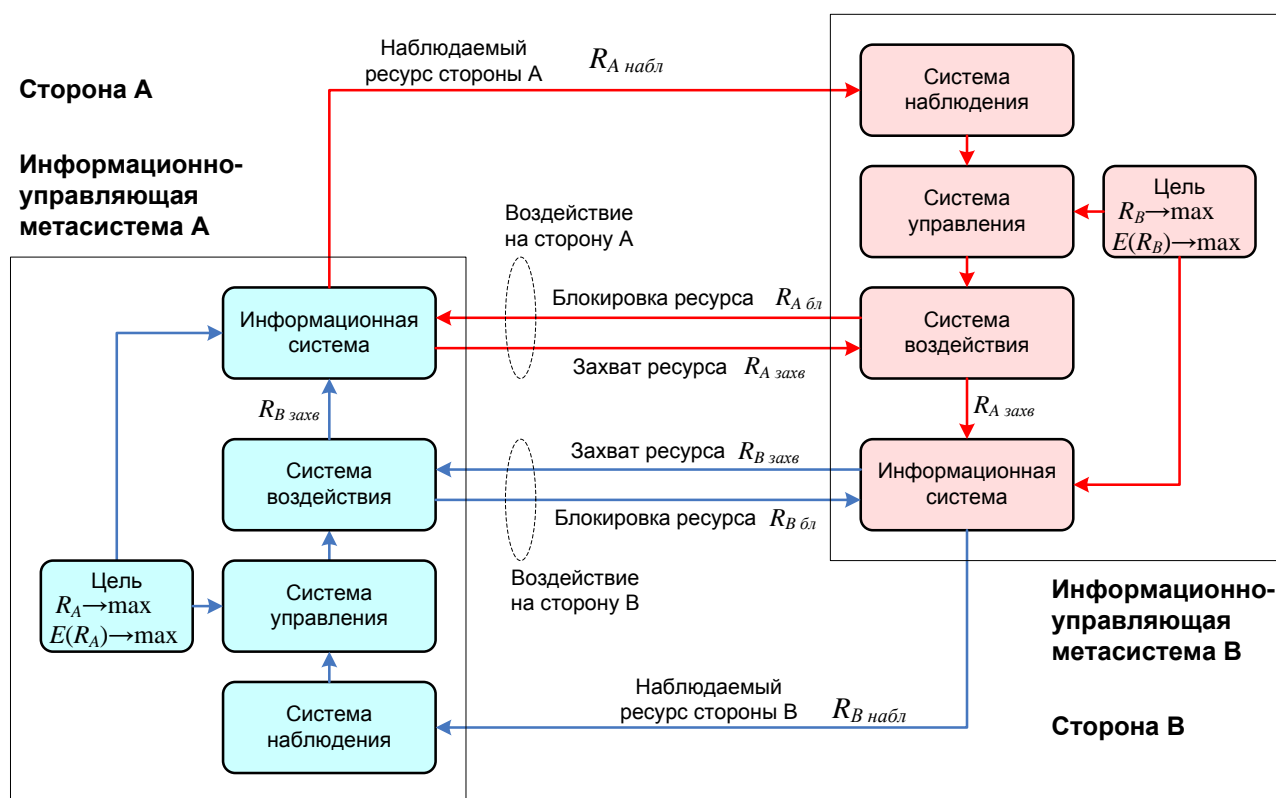 Наблюдаемый
ресурс стороны А
R_A набл
Сторона А
Информационно-
управляющая
метасистема А
Система
наблюдения
Система
управления
Цель
R_B→max
E(R_B)→max
Воздействие
на сторону А
Информационная
система
Блокировка ресурса R_A бл
Захват ресурса R_A захв
Система
воздействия
R_B захв
R_A захв
Система
воздействия
Захват ресурса R_B захв
Блокировка ресурса R_B бл
Информационная
система
Цель
R_A→max
E(R_A)→max
Система
управления
Воздействие
на сторону В
Информационно-
управляющая
метасистема В
Система
наблюдения
Наблюдаемый
ресурс стороны В
R_B набл
Сторона В